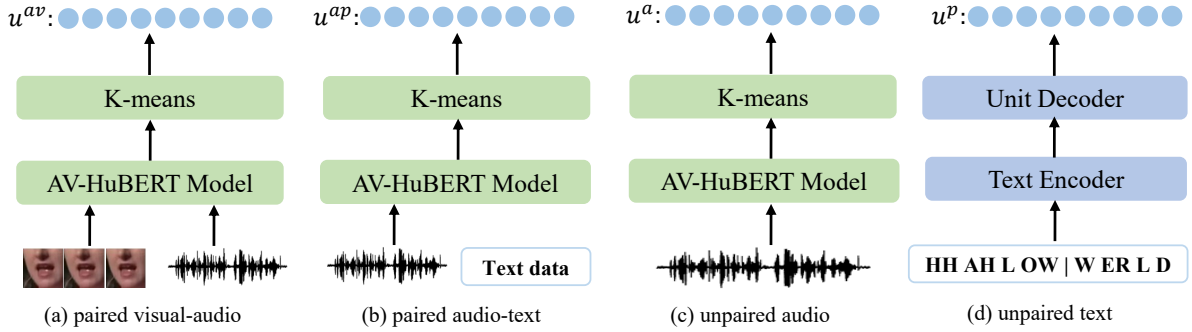 u^{av}: u^{ap}: u^{a}: u^{p}:
K-means K-means K-means Unit Decoder
AV-HuBERT Model AV-HuBERT Model AV-HuBERT Model Text Encoder
Text data HH AH L OW | W ER L D
(a) paired visual-audio (b) paired audio-text (c) unpaired audio (d) unpaired text